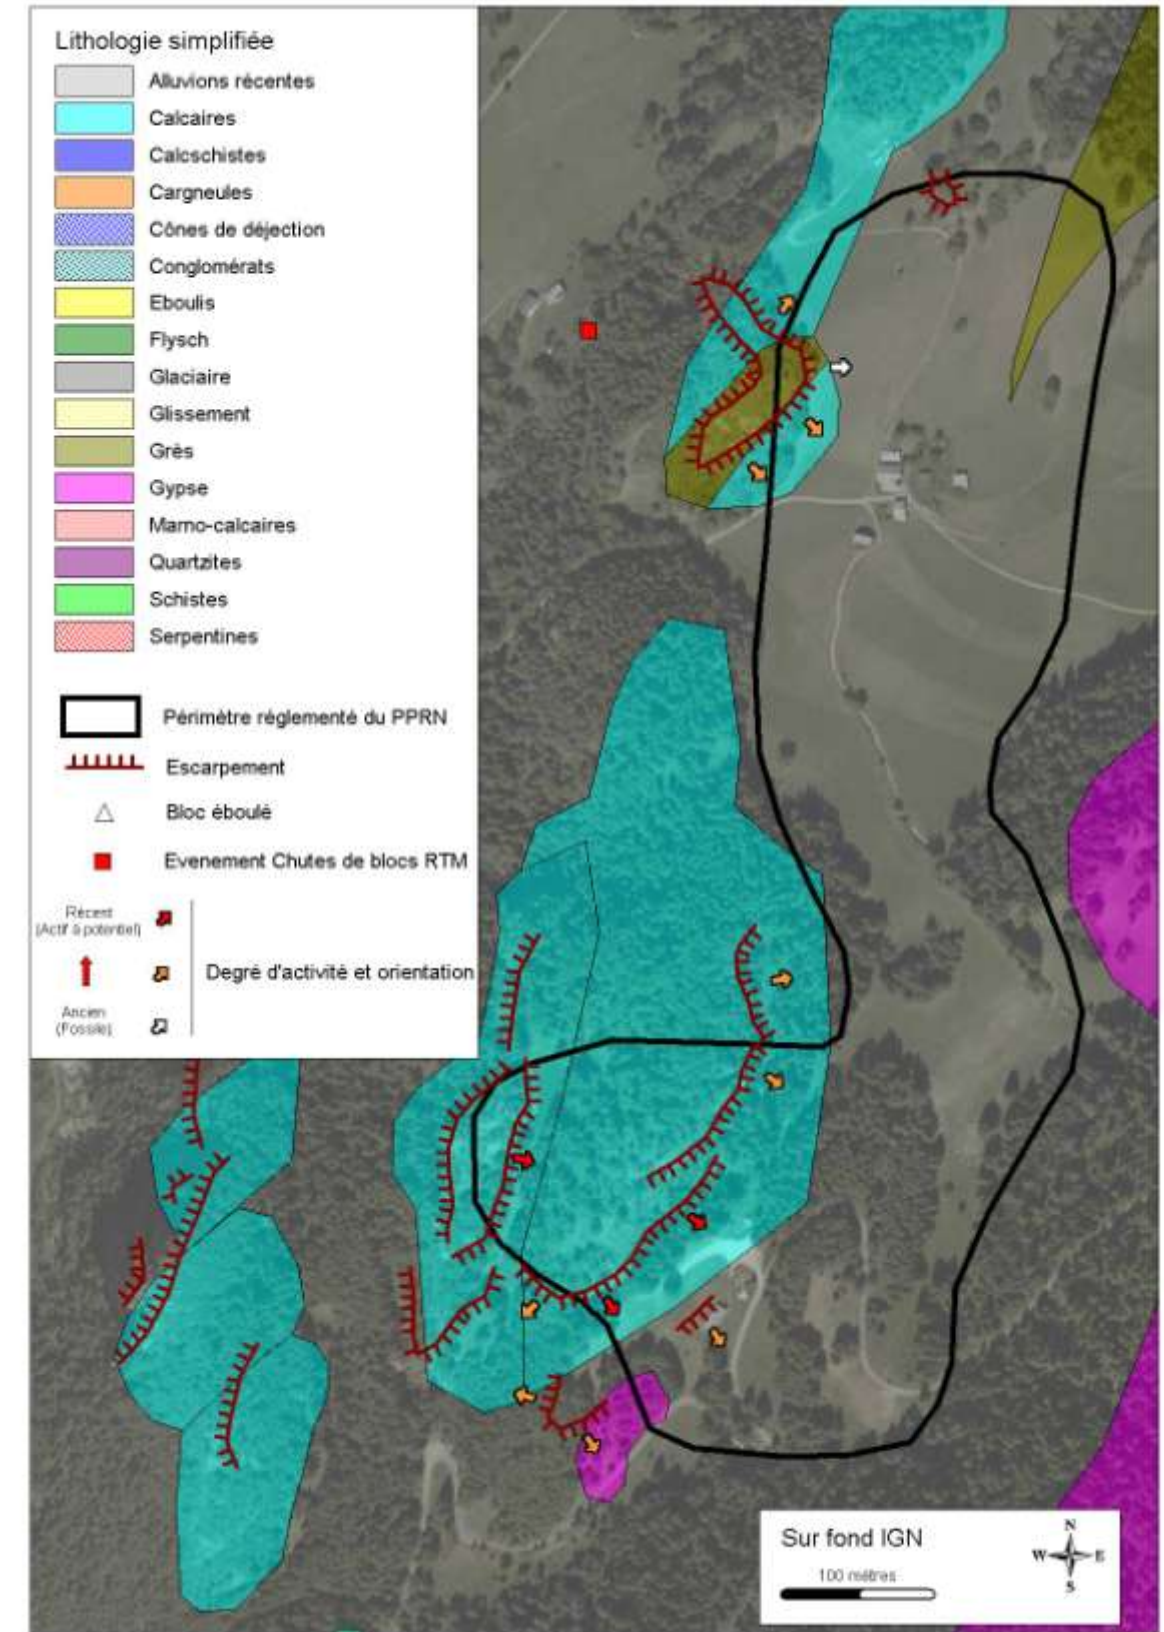 Lithologie simplifiée
Alluvions récentes
Calcaires
Calcschistes
Cargneules
Cônes de déjection
Conglomérats
Eboulis
Flysch
Glaciaire
Glissement
Grès
Gypse
Marno-calcaires
Quartzites
Schistes
Serpentines
Périmètre réglementé du PPRN
Escarpement
Bloc éboulé
Evenement Chutes de blocs RTM
Récent
(Actif à potentiel)
Degré d'activité et orientation
Ancien
(Fossile)
Sur fond IGN
100 mètres
N
W E
S